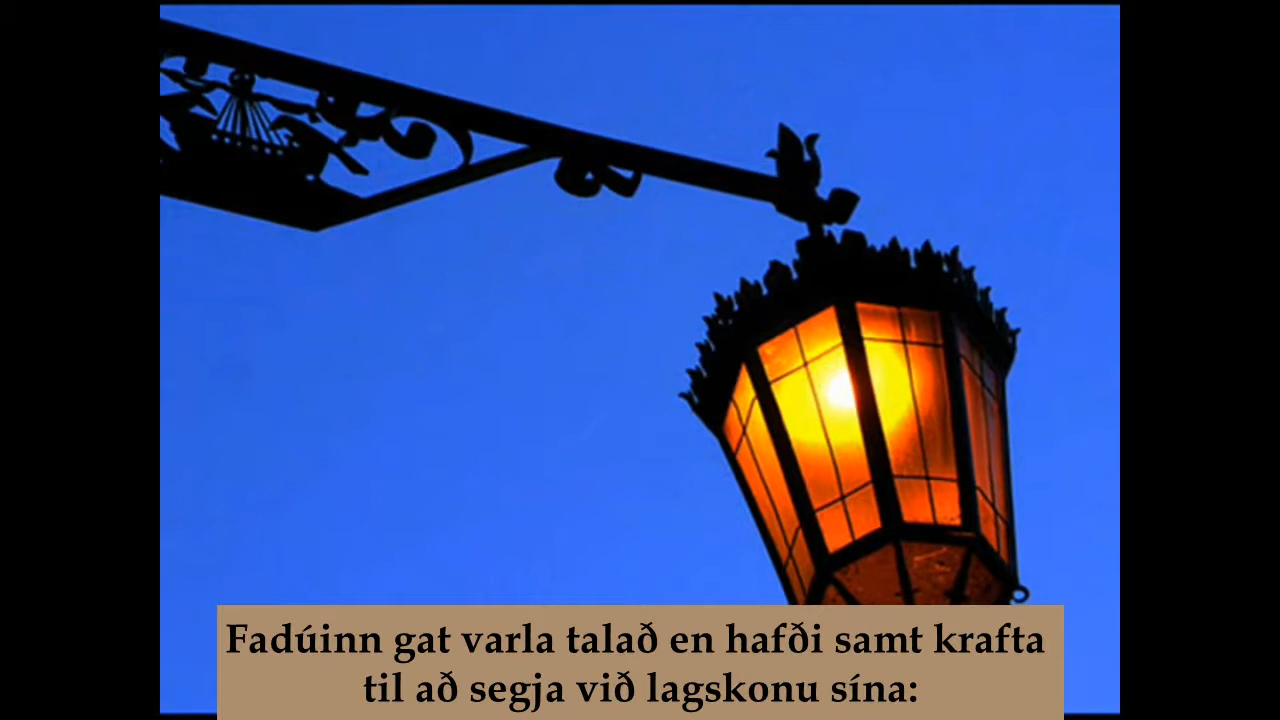 Fadúinn gat varla talað en hafði samt krafta
til að segja við lagskonu sína: